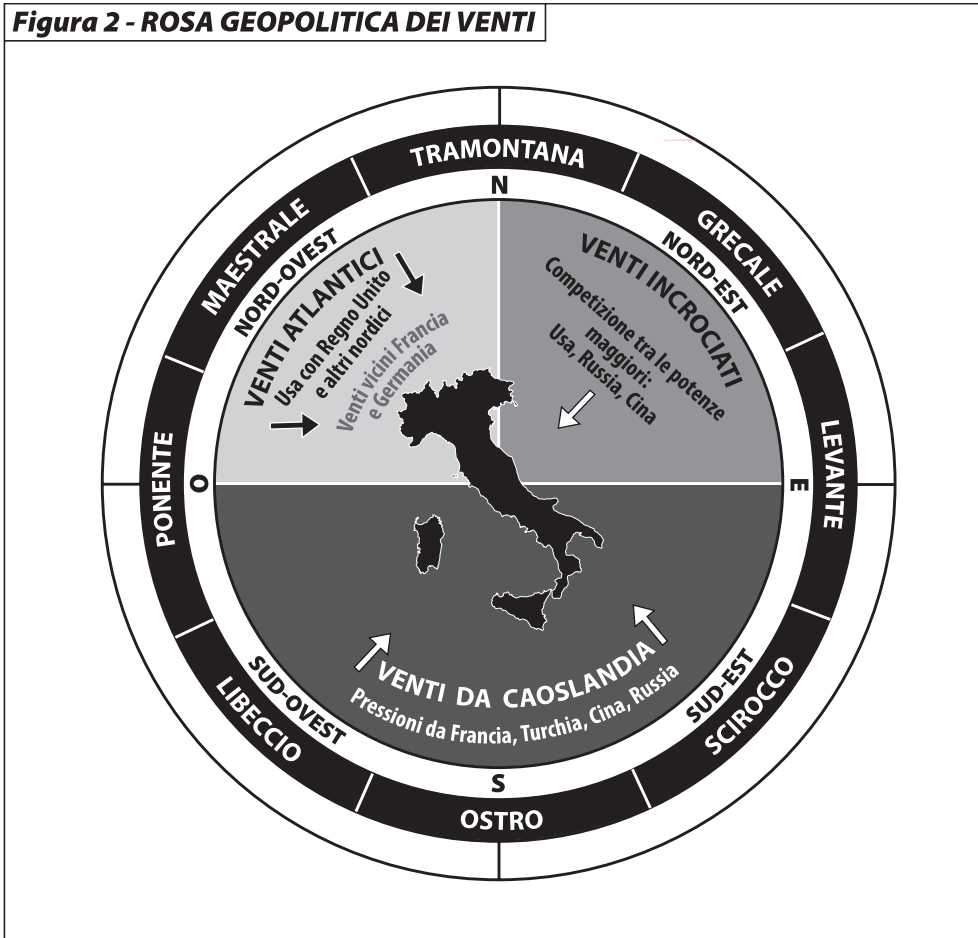 Figura 2 - ROSA GEOPOLITICA DEI VENTI
TRAMONTANA
N
MAESTRALE
NORD-OVEST
GRECALE
NORD-EST
VENTI ATLANTICI
Usa con Regno Unito
e altri nordici
Venti vicini Francia
e Germania
VENTI INCROCIATI
Competizione tra le potenze
maggiori:
Usa, Russia, Cina
PONENTE
O
E
LEVANTE
VENTI DA CAOSLANDIA
Pressioni da Francia, Turchia, Cina, Russia
SUD-OVEST
LIBECCIO
SUD-EST
SCIROCCO
S
OSTRO